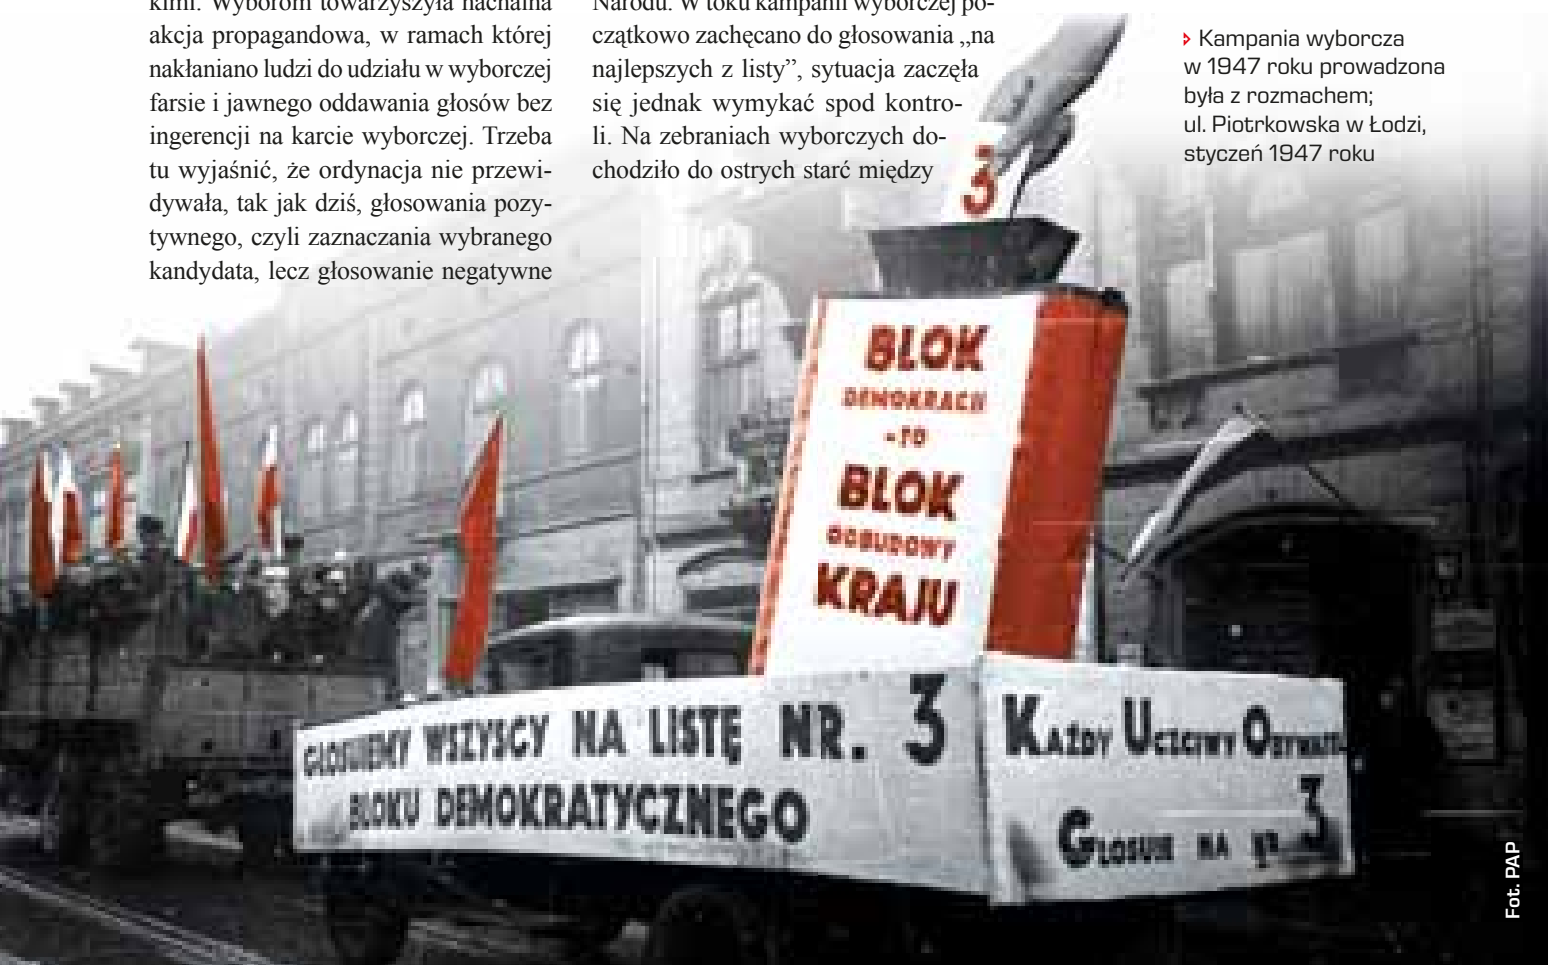 kimi. Wyborom towarzyszyła nachalna
akcja propagandowa, w ramach której
nakłaniano ludzi do udziału w wyborczej
farsie i jawnego oddawania głosów bez
ingerencji na karcie wyborczej. Trzeba
tu wyjaśnić, że ordynacja nie przewi-
dywała, tak jak dziś, głosowania pozy-
tywnego, czyli zaznaczania wybranego
kandydata, lecz głosowanie negatywne
Narodu. W toku kampanii wyborczej po-
czątkowo zachęcano do głosowania „na
najlepszych z listy”, sytuacja zaczęła
się jednak wymykać spod kontro-
li. Na zebraniach wyborczych do-
chodziło do ostrych starć między
Kampania wyborcza
w 1947 roku prowadzona
była z rozmachem;
ul. Piotrkowska w Łodzi,
styczeń 1947 roku
3
BLOK
DEMOKRACJI
-TO
BLOK
ODBUDOWY
KRAJU
GŁOSUJEMY WSZYSCY NA LISTĘ NR. 3
BLOKU DEMOKRATYCZNEGO
KAŻDY UCZCIWY OBYWATEL
GŁOSUJE NA NR 3
Fot. PAP